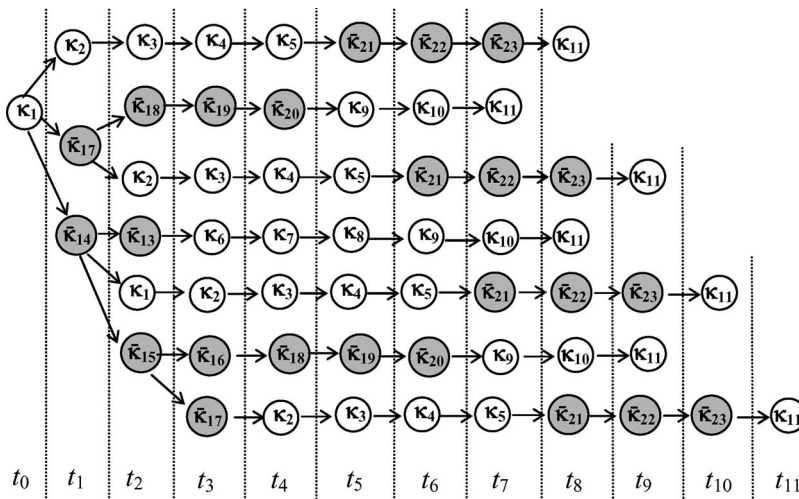 κ₂ κ₃ κ₄ κ₅ κ̄₂₁ κ̄₂₂ κ̄₂₃ κ₁₁
κ₁ κ̄₁₈ κ̄₁₉ κ̄₂₀ κ₉ κ₁₀ κ₁₁
κ̄₁₇
κ₂ κ₃ κ₄ κ₅ κ̄₂₁ κ̄₂₂ κ̄₂₃ κ₁₁
κ̄₁₄ κ̄₁₃ κ₆ κ₇ κ₈ κ₉ κ₁₀ κ₁₁
κ₁ κ₂ κ₃ κ₄ κ₅ κ̄₂₁ κ̄₂₂ κ̄₂₃ κ₁₁
κ̄₁₅ κ̄₁₆ κ̄₁₈ κ̄₁₉ κ̄₂₀ κ₉ κ₁₀ κ₁₁
κ̄₁₇ κ₂ κ₃ κ₄ κ₅ κ̄₂₁ κ̄₂₂ κ̄₂₃ κ₁₁
t₀ t₁ t₂ t₃ t₄ t₅ t₆ t₇ t₈ t₉ t₁₀ t₁₁